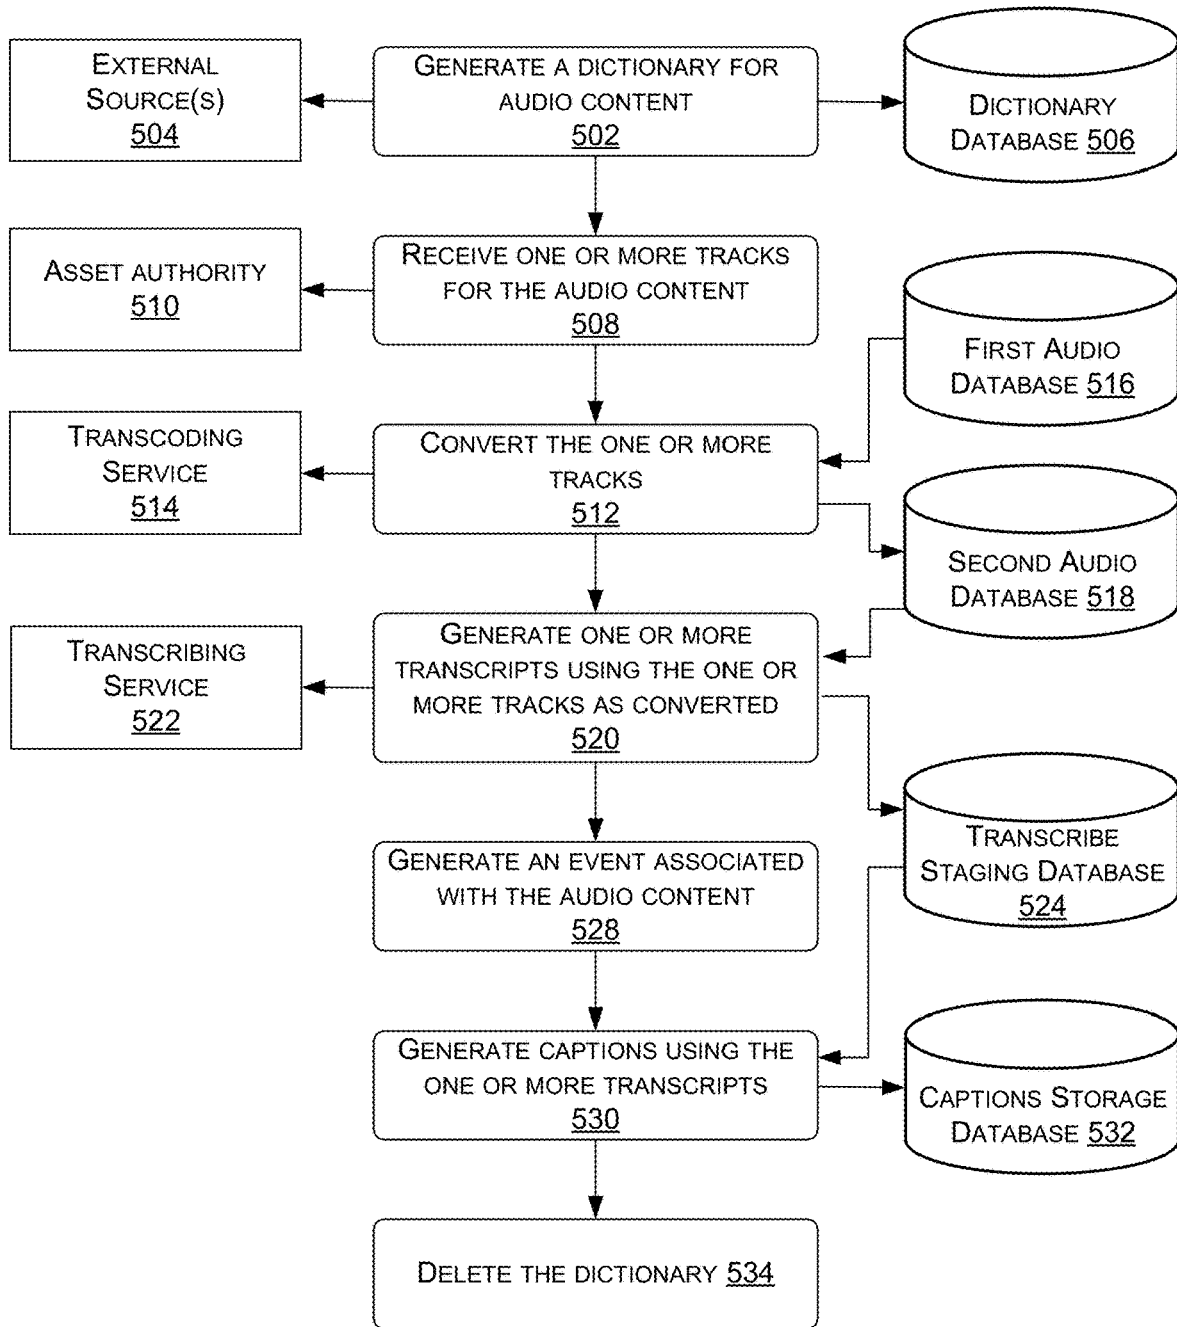 EXTERNAL
SOURCE(S)
504
GENERATE A DICTIONARY FOR
AUDIO CONTENT
502
DICTIONARY
DATABASE 506
ASSET AUTHORITY
510
RECEIVE ONE OR MORE TRACKS
FOR THE AUDIO CONTENT
508
FIRST AUDIO
DATABASE 516
TRANSCODING
SERVICE
514
CONVERT THE ONE OR MORE
TRACKS
512
SECOND AUDIO
DATABASE 518
TRANSCRIBING
SERVICE
522
GENERATE ONE OR MORE
TRANSCRIPTS USING THE ONE OR
MORE TRACKS AS CONVERTED
520
TRANSCRIBE
STAGING DATABASE
524
GENERATE AN EVENT ASSOCIATED
WITH THE AUDIO CONTENT
528
GENERATE CAPTIONS USING THE
ONE OR MORE TRANSCRIPTS
530
CAPTIONS STORAGE
DATABASE 532
DELETE THE DICTIONARY 534